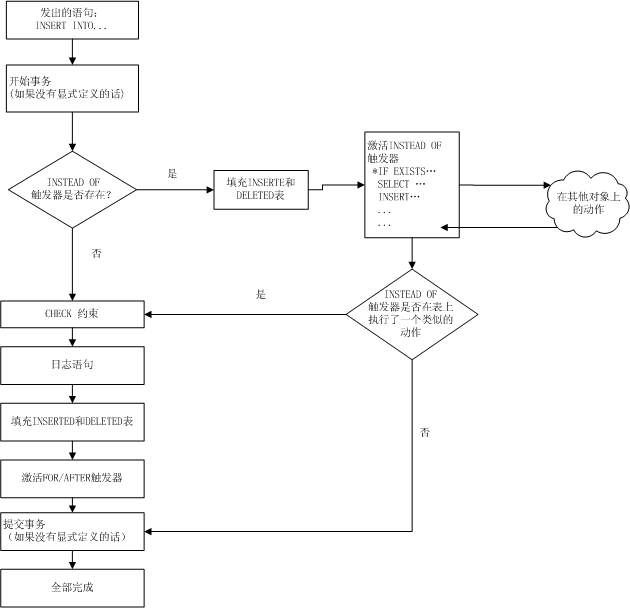 发出的语句:
INSERT INTO...
开始事务
(如果没有显式定义的话)
INSTEAD OF
触发器是否存在?
是
填充INSERTE和
DELETED表
激活INSTEAD OF
触发器
*IF EXISTS…
SELECT …
INSERT…
...
...
在其他对象上
的动作
否
是
INSTEAD OF
触发器是否在表上
执行了一个类似的
动作
CHECK 约束
日志语句
填充INSERTED和DELETED表
否
激活FOR/AFTER触发器
提交事务
(如果没有显式定义的话)
全部完成